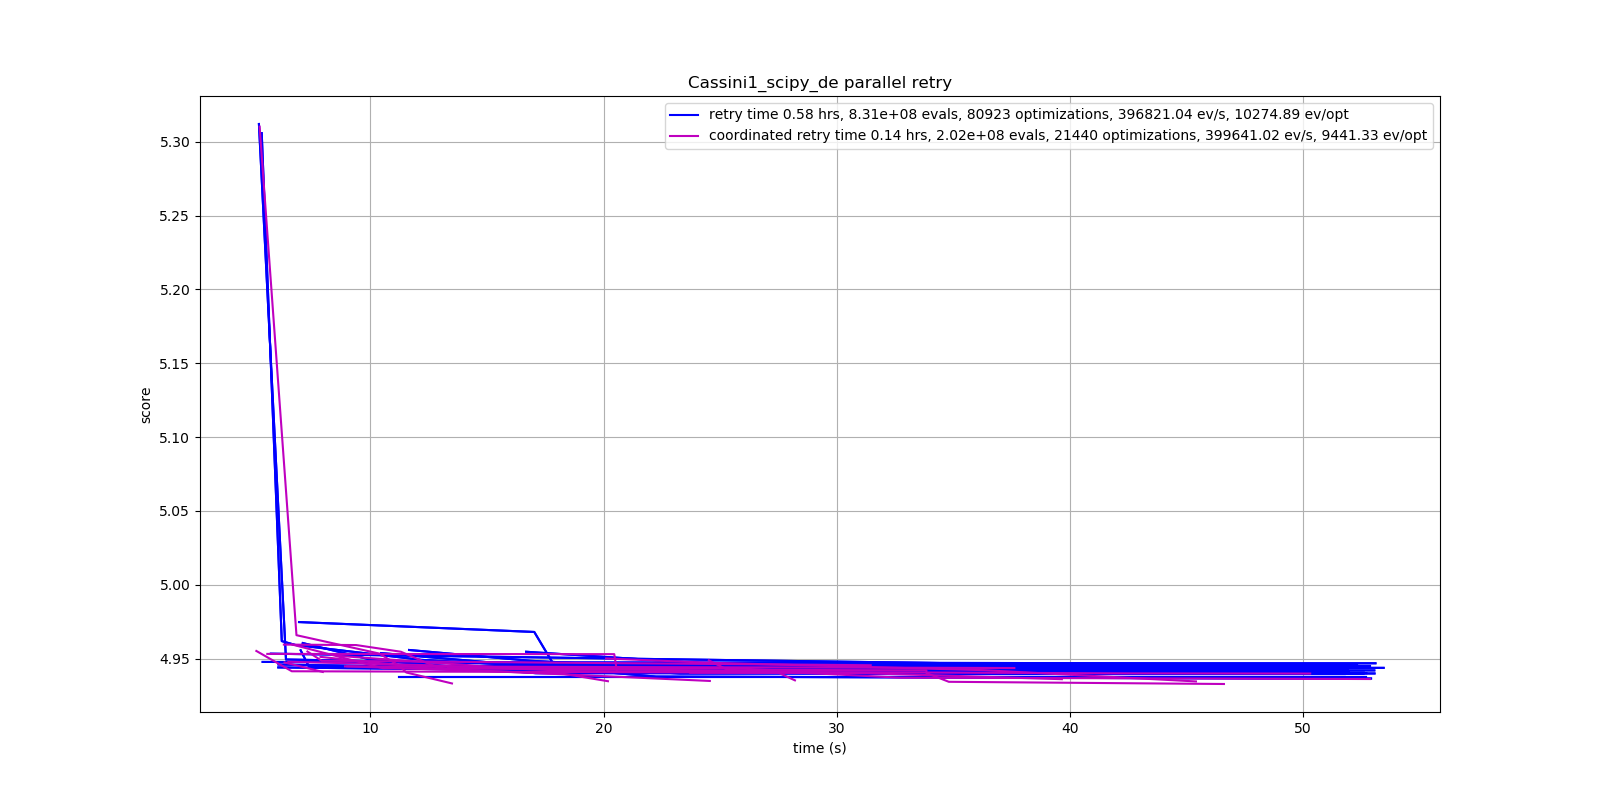 Cassini1_scipy_de parallel retry
retry time 0.58 hrs, 8.31e+08 evals, 80923 optimizations, 396821.04 ev/s, 10274.89 ev/opt
coordinated retry time 0.14 hrs, 2.02e+08 evals, 21440 optimizations, 399641.02 ev/s, 9441.33 ev/opt
5.30
5.25
5.20
5.15
5.10
5.05
5.00
4.95
score
10 20 30 40 50
time (s)